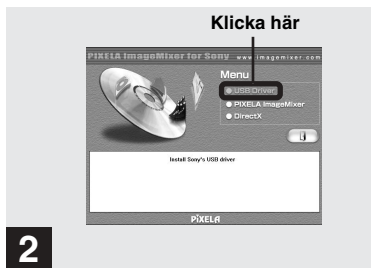 Klicka här
PIXELA ImageMixer for Sony www.imagemixer.com
Menu
USB Driver
PIXELA ImageMixer
DirectX
Install Sony's USB driver
PIXELA
2